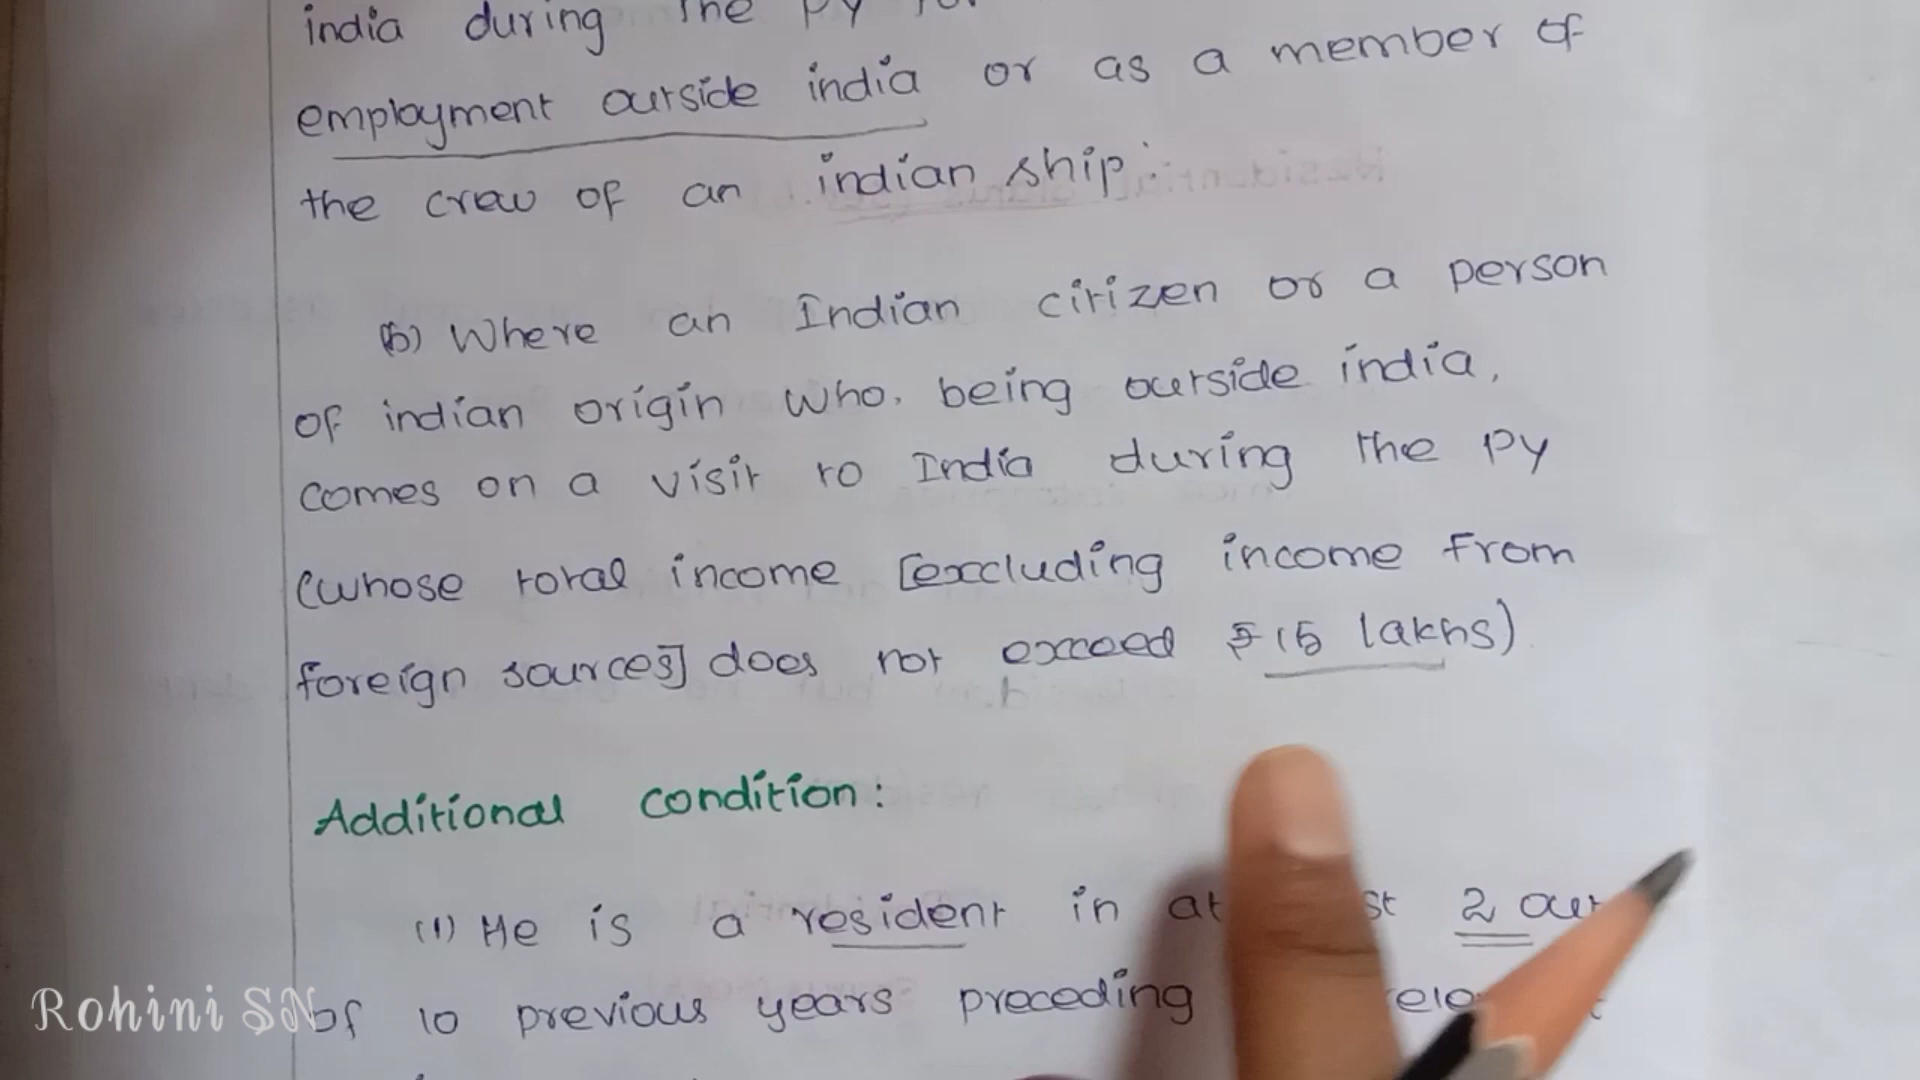 india during the PY
employment outside india or as a member of
the crew of an indian ship.
(b) Where an Indian citizen or a person
of indian origin who, being outside india,
comes on a visit to India during the PY
(whose total income [excluding income from
foreign sources] does not exceed ₹15 lakhs)
Additional condition:
(1) He is a resident in at 2 out
of 10 previous years preceding
Rohini SN